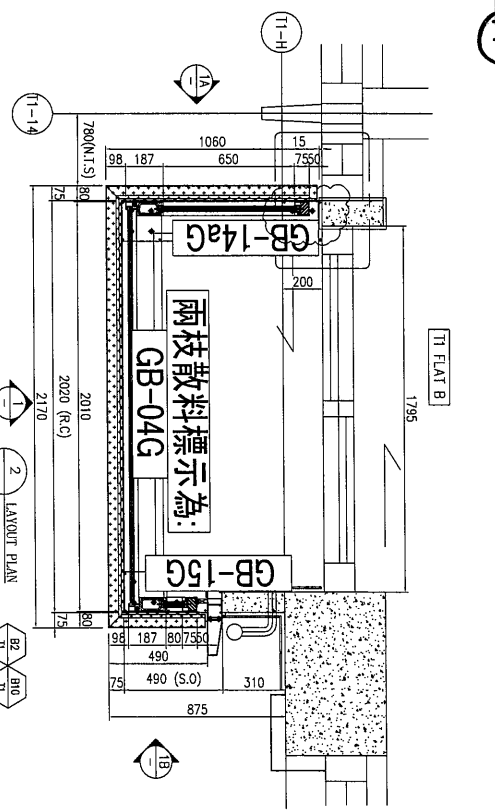 T1-H
1A
-
T1-14
780(N.T.S)
1060
15
98
187
650
75
50
80
75
GB-14aG
200
T1 FLAT B
1795
兩枝散料標示為:
GB-04G
2010
2020 (R.C)
2170
1
-
2
LAYOUT PLAN
GB-15G
80
75
98
187
80
75
50
490
75
490 (S.O)
310
875
1B
-
B2
B10